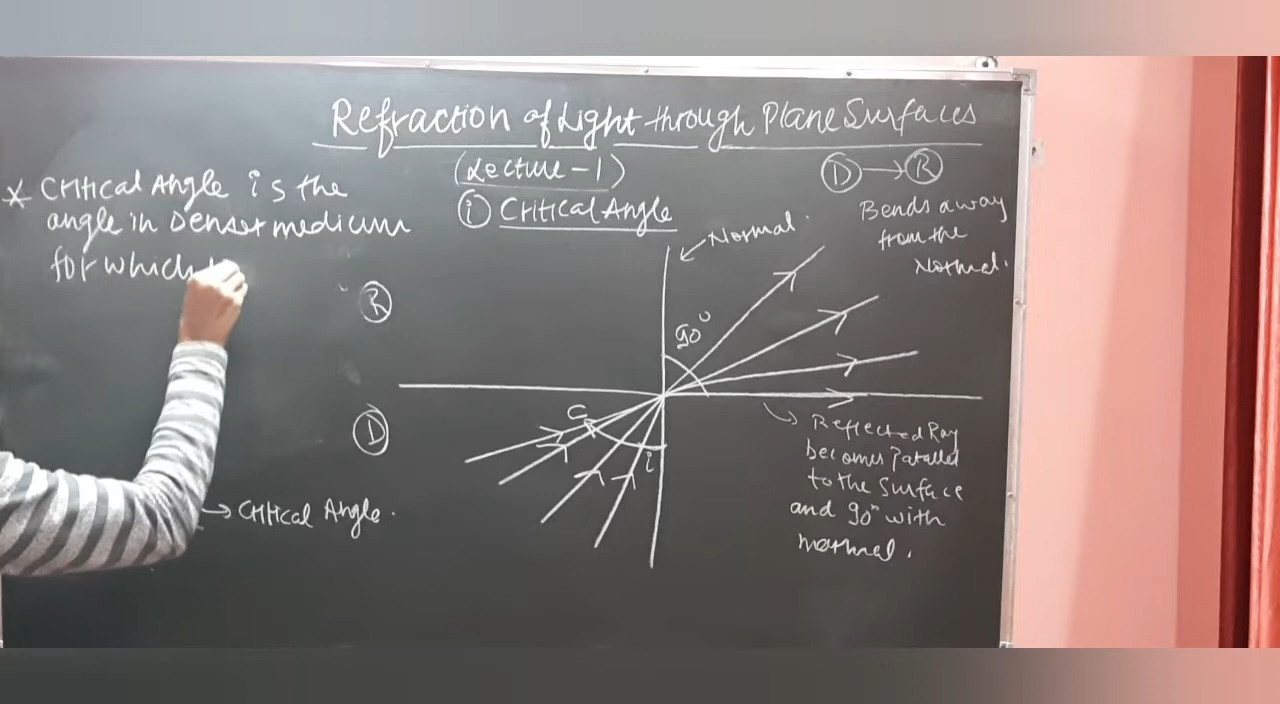 Refraction of Light through Plane Surfaces
(Lecture-1)
(i) Critical Angle
* Critical Angle is the
angle in Denser medium
for which
D → R
Bends away
from the
Normal.
Normal.
R
90°
D
C
i
Reflected Ray
becomes Parallel
to the surface
and 90° with
normal.
→ Critical Angle.